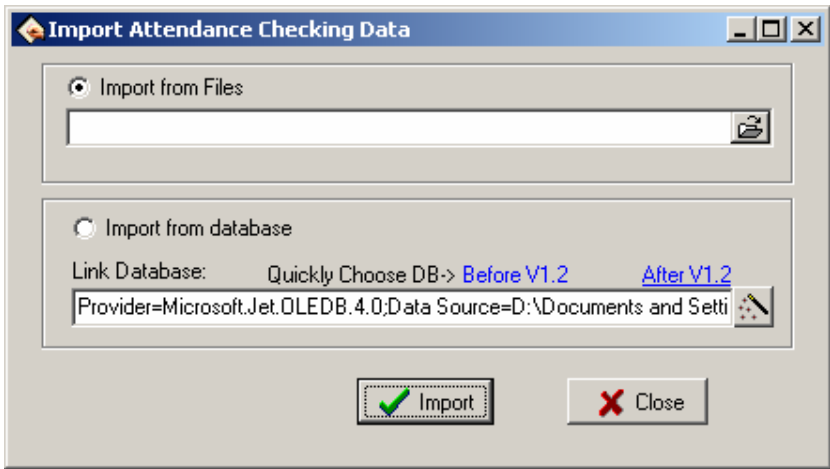 Import Attendance Checking Data
Import from Files
Import from database
Link Database: Quickly Choose DB-> Before V1.2 After V1.2
Provider=Microsoft.Jet.OLEDB.4.0;Data Source=D:\Documents and Setti
Import Close